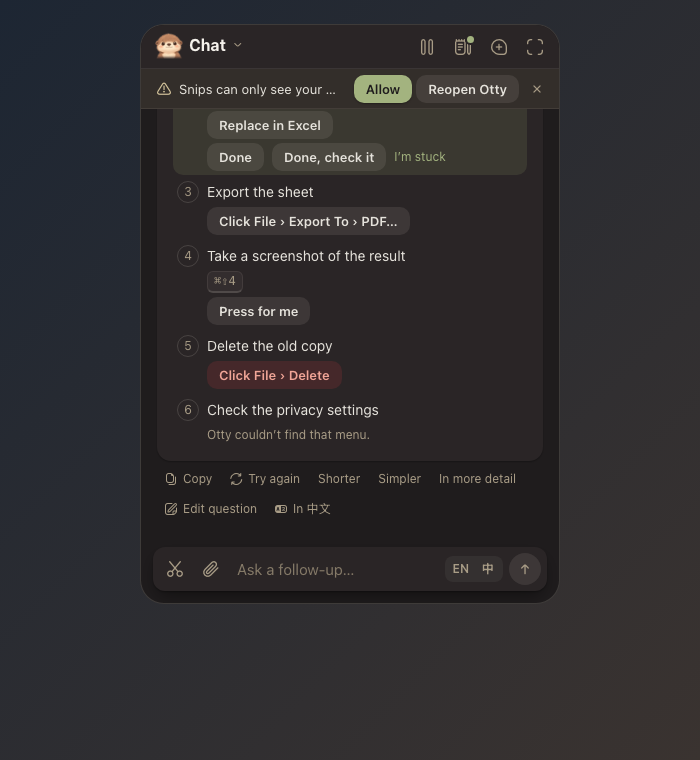 Chat
Snips can only see your ...
Allow
Reopen Otty
Replace in Excel
Done
Done, check it
I'm stuck
3 Export the sheet
Click File › Export To › PDF...
4 Take a screenshot of the result
⌘⇧4
Press for me
5 Delete the old copy
Click File › Delete
6 Check the privacy settings
Otty couldn't find that menu.
Copy
Try again
Shorter
Simpler
In more detail
Edit question
In 中文
Ask a follow-up...
EN 中